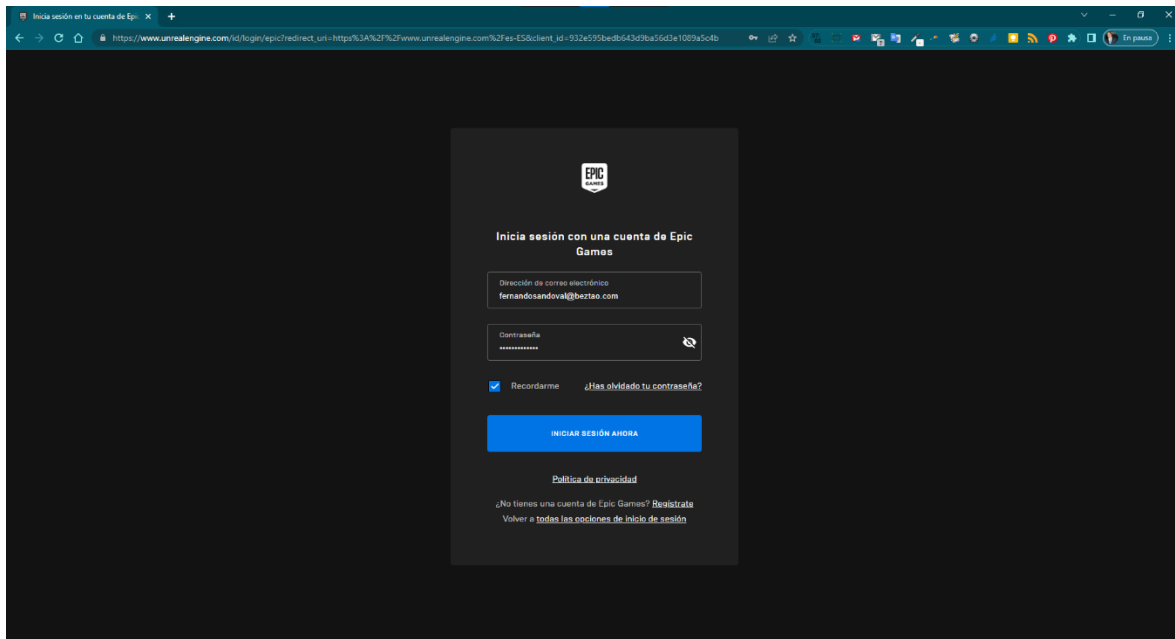 Inicia sesión en tu cuenta de Epi
https://www.unrealengine.com/id/login/epic?redirect_uri=https%3A%2F%2Fwww.unrealengine.com%2Fes-ES&client_id=932e595bedb643d9ba56d3e1089a5c4b
En pausa
EPIC
GAMES
Inicia sesión con una cuenta de Epic
Games
Dirección de correo electrónico
fernandosandoval@beztao.com
Contraseña
•••••••••••••
Recordarme ¿Has olvidado tu contraseña?
INICIAR SESIÓN AHORA
Política de privacidad
¿No tienes una cuenta de Epic Games? Regístrate
Volver a todas las opciones de inicio de sesión